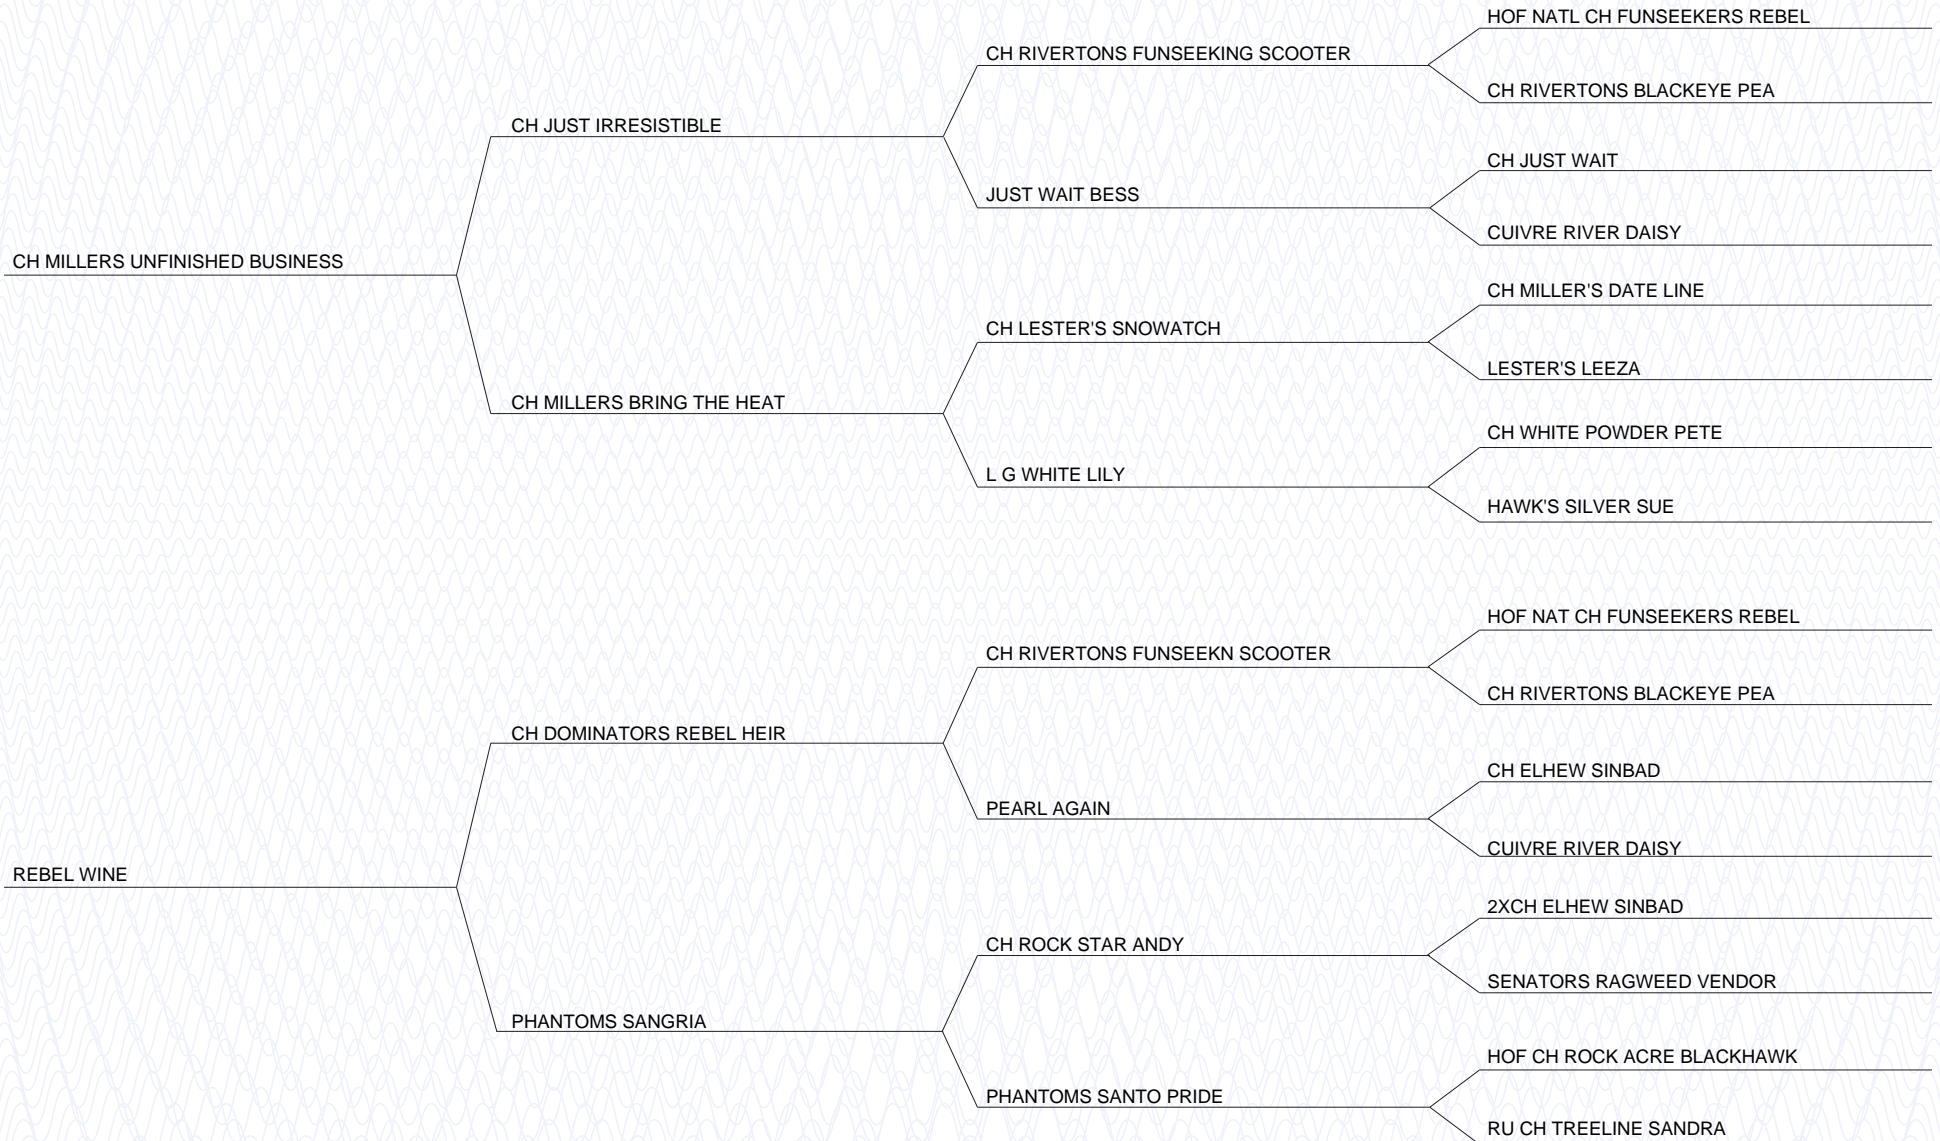 HOF NATL CH FUNSEEKERS REBEL
CH RIVERTONS FUNSEEKING SCOOTER
CH RIVERTONS BLACKEYE PEA
CH JUST IRRESISTIBLE
CH JUST WAIT
JUST WAIT BESS
CUIVRE RIVER DAISY
CH MILLERS UNFINISHED BUSINESS
CH MILLER'S DATE LINE
CH LESTER'S SNOWATCH
LESTER'S LEEZA
CH MILLERS BRING THE HEAT
CH WHITE POWDER PETE
L G WHITE LILY
HAWK'S SILVER SUE
HOF NAT CH FUNSEEKERS REBEL
CH RIVERTONS FUNSEEKN SCOOTER
CH RIVERTONS BLACKEYE PEA
CH DOMINATORS REBEL HEIR
CH ELHEW SINBAD
PEARL AGAIN
CUIVRE RIVER DAISY
REBEL WINE
2XCH ELHEW SINBAD
CH ROCK STAR ANDY
SENATORS RAGWEED VENDOR
PHANTOMS SANGRIA
HOF CH ROCK ACRE BLACKHAWK
PHANTOMS SANTO PRIDE
RU CH TREELINE SANDRA